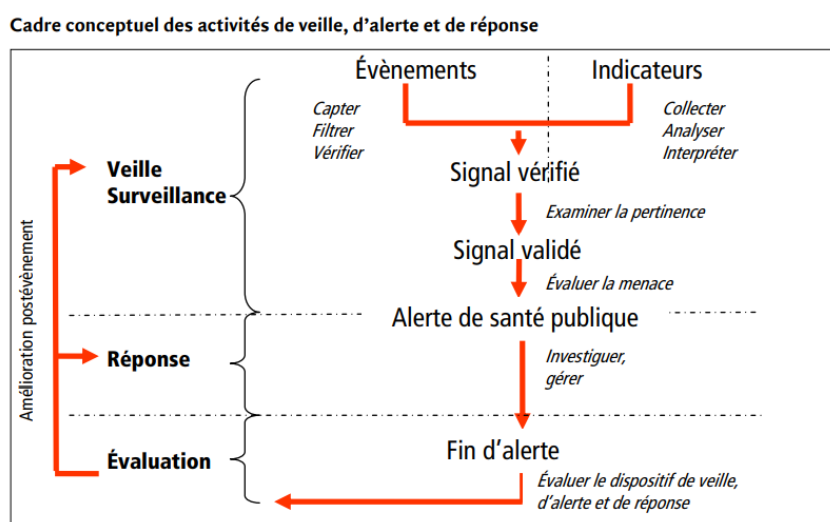 Cadre conceptuel des activités de veille, d’alerte et de réponse
Évènements
Indicateurs
Capter
Filtrer
Vérifier
Collecter
Analyser
Interpréter
Veille
Surveillance
Signal vérifié
Examiner la pertinence
Signal validé
Évaluer la menace
Alerte de santé publique
Réponse
Investiguer,
gérer
Amélioration postévènement
Évaluation
Fin d’alerte
Évaluer le dispositif de veille,
d’alerte et de réponse